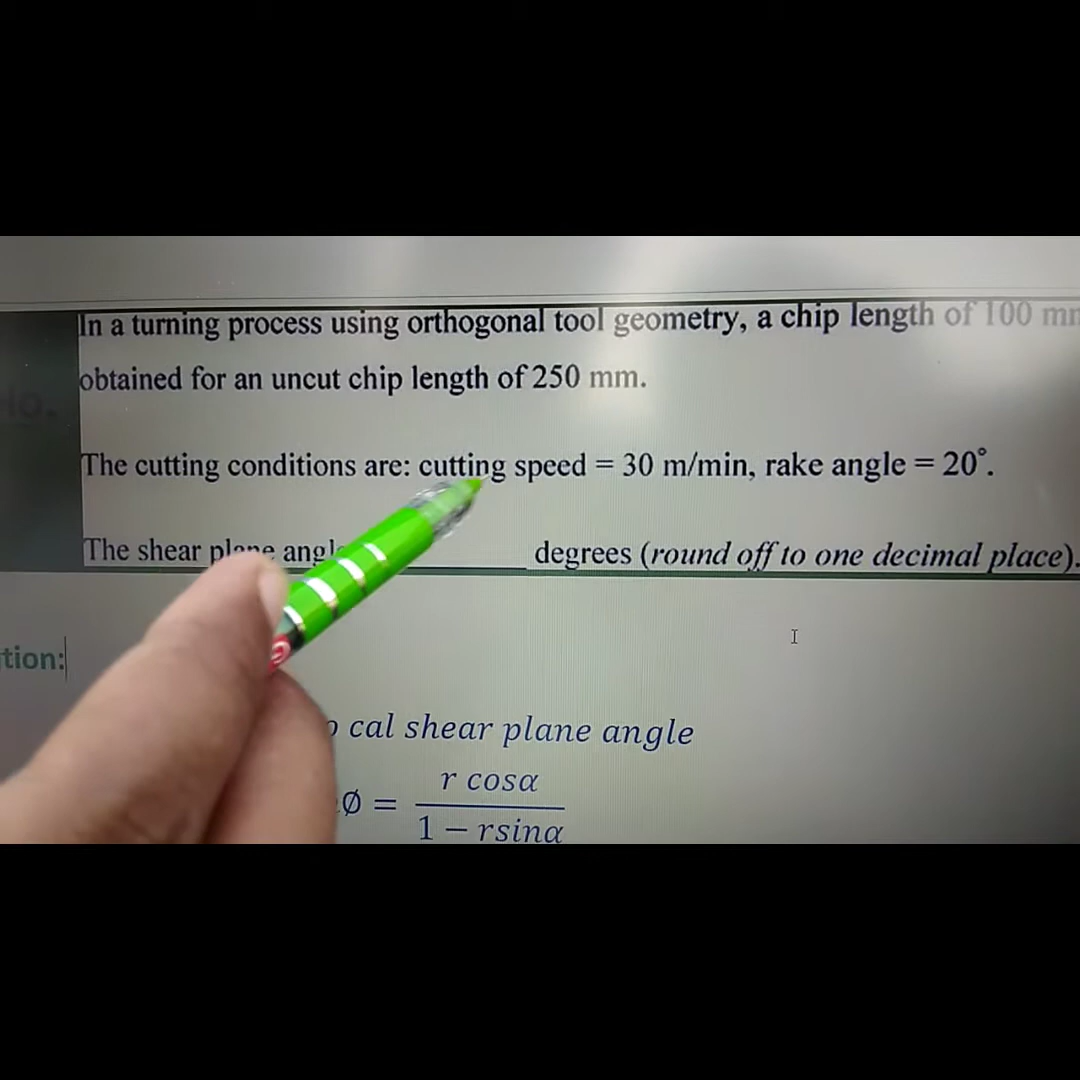 In a turning process using orthogonal tool geometry, a chip length of 100
obtained for an uncut chip length of 250 mm.
The cutting conditions are: cutting speed = 30 m/min, rake angle = 20°.
The shear plane ________ degrees (round off to one decimal place).
tion:
cal shear plane angle
∅ = r cosα
1 − rsinα